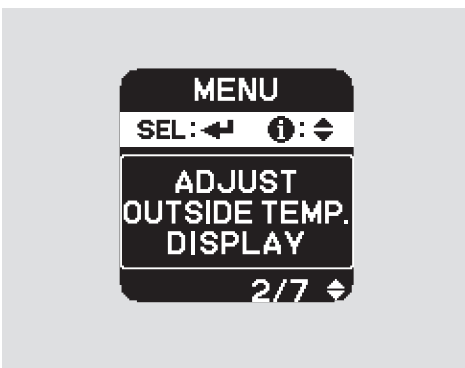 MENU
SEL:↵ ℹ:◆
ADJUST
OUTSIDE TEMP.
DISPLAY
2/7 ◆